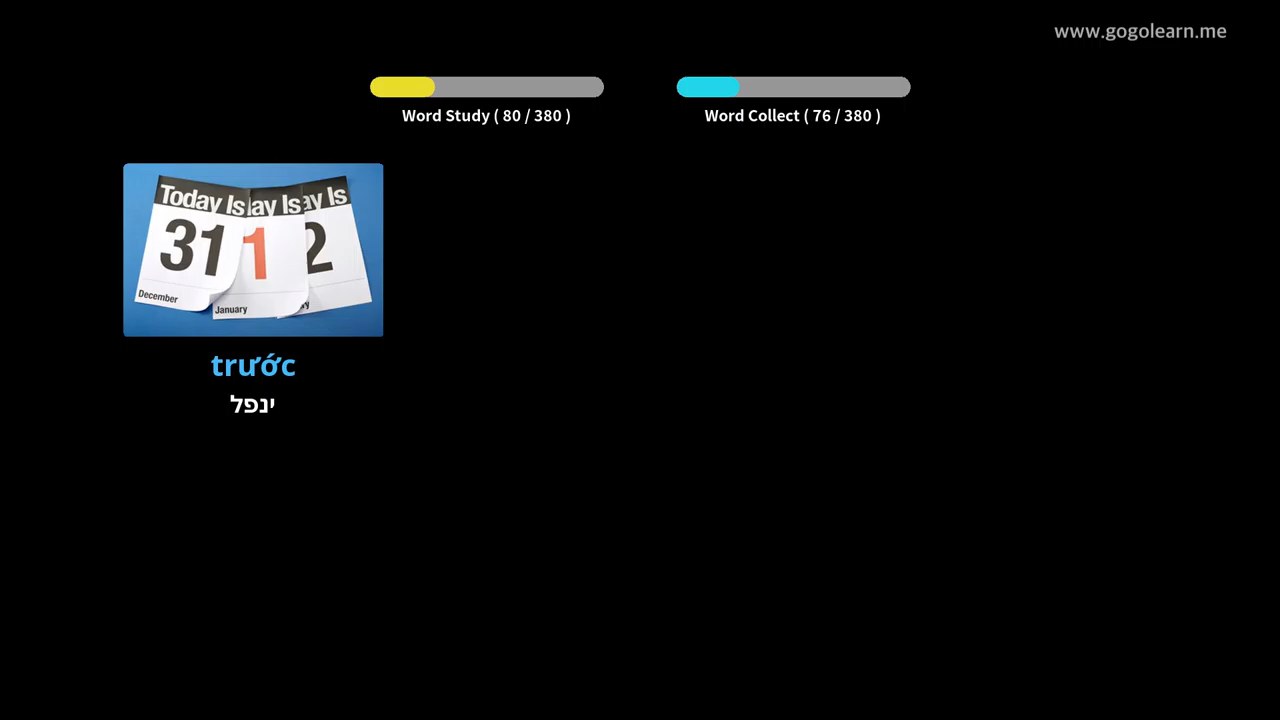 www.gogolearn.me
Word Study ( 80 / 380 )
Word Collect ( 76 / 380 )
Today Is
ay Is
ay Is
31
1
2
December
January
trước
ינפל